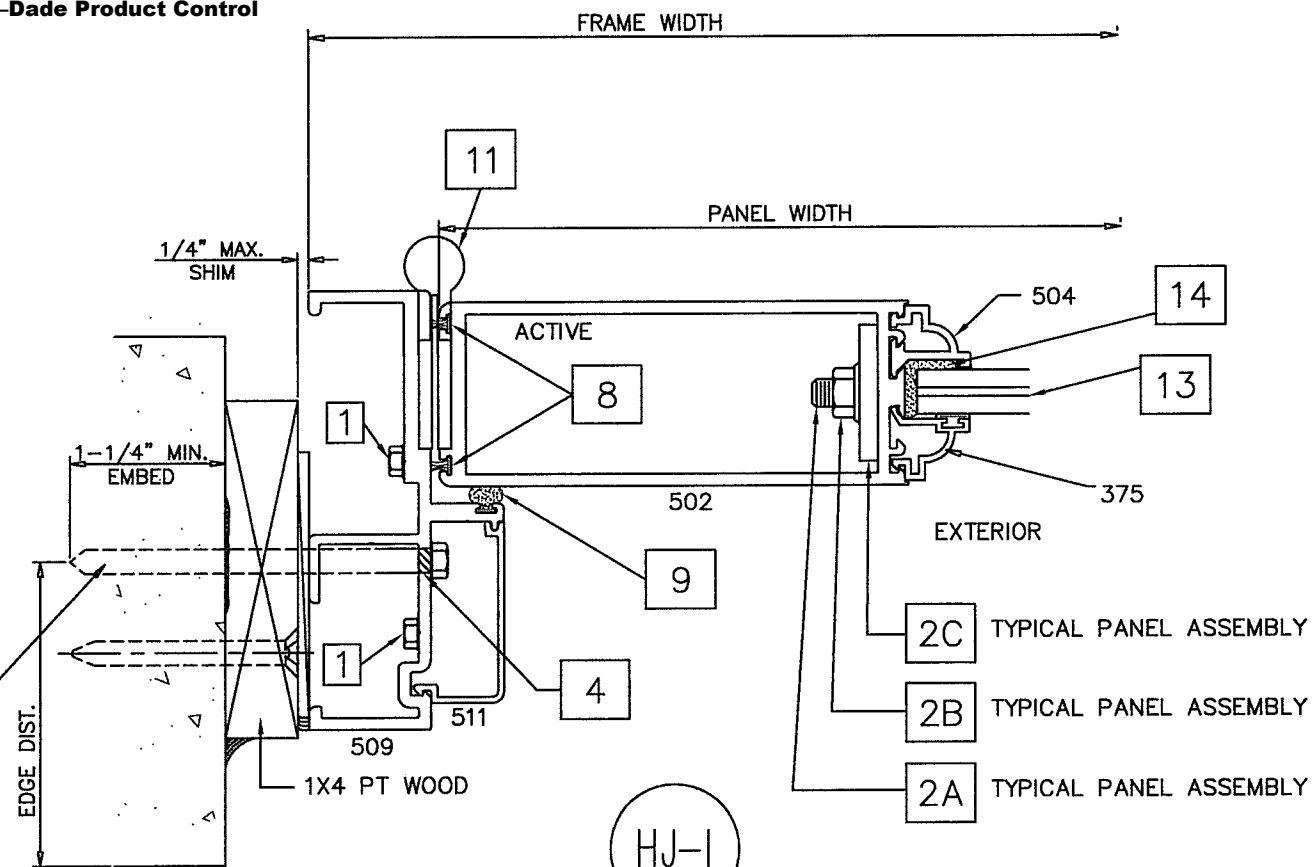 –Dade Product Control
FRAME WIDTH
11
PANEL WIDTH
1/4" MAX.
SHIM
504
14
ACTIVE
13
8
1
1-1/4" MIN.
EMBED
502
375
EXTERIOR
9
2C TYPICAL PANEL ASSEMBLY
1
4
2B TYPICAL PANEL ASSEMBLY
511
509
EDGE DIST.
1X4 PT WOOD
2A TYPICAL PANEL ASSEMBLY
HJ-1